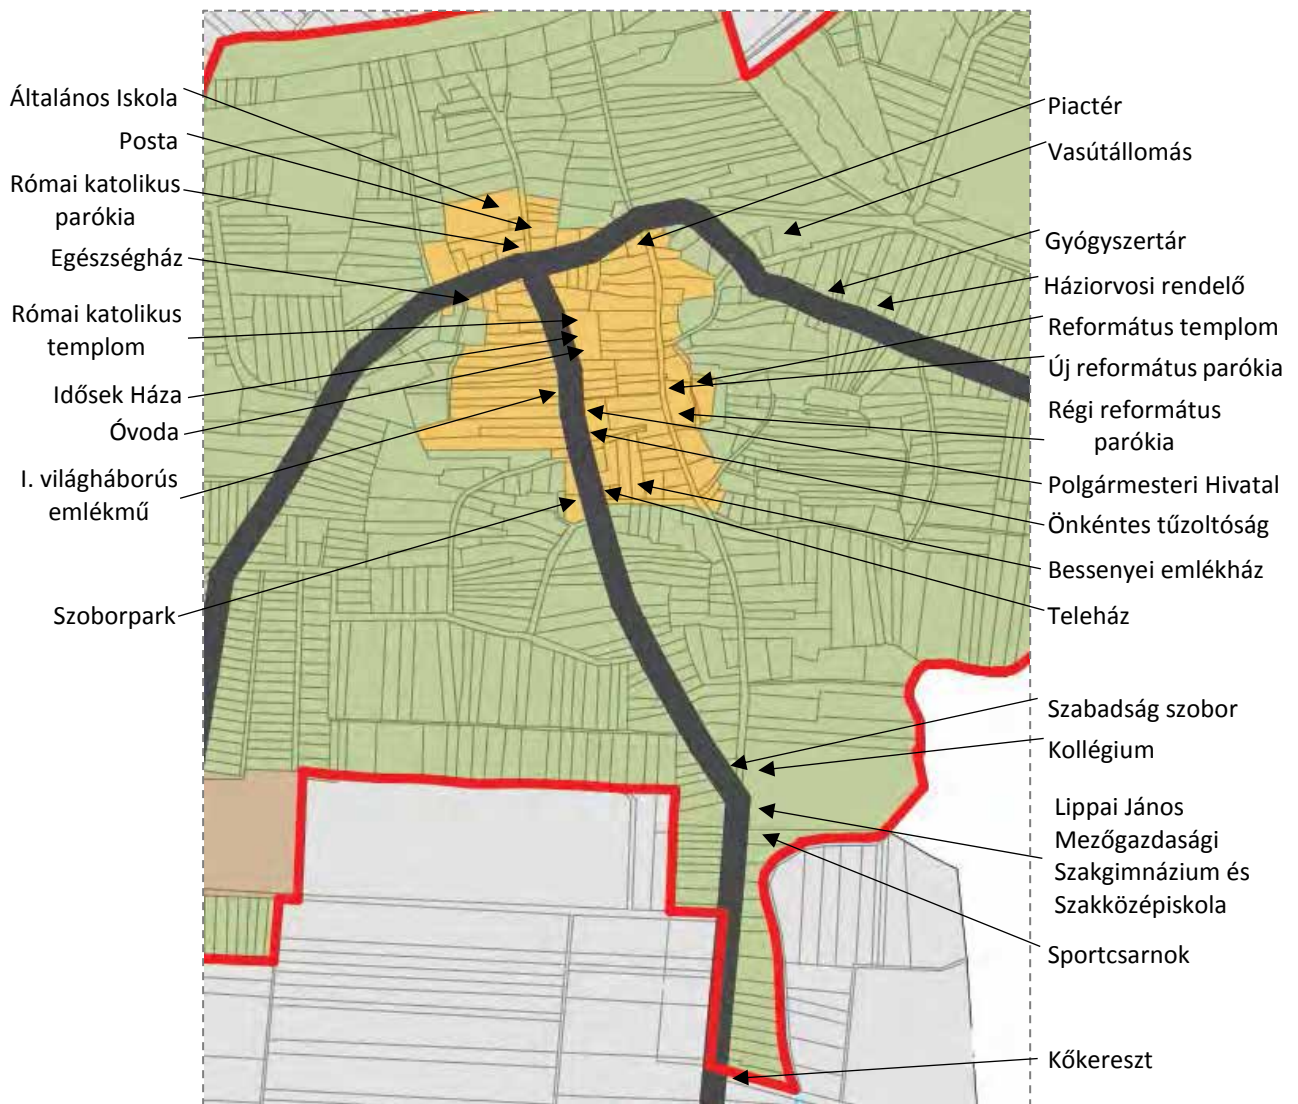 Általános Iskola
Posta
Római katolikus
parókia
Egészségház
Római katolikus
templom
Idősek Háza
Óvoda
I. világháborús
emlékmű
Szoborpark
Piactér
Vasútállomás
Gyógyszertár
Háziorvosi rendelő
Református templom
Új református parókia
Régi református
parókia
Polgármesteri Hivatal
Önkéntes tűzoltóság
Bessenyei emlékház
Teleház
Szabadság szobor
Kollégium
Lippai János
Mezőgazdasági
Szakgimnázium és
Szakközépiskola
Sportcsarnok
Kőkereszt